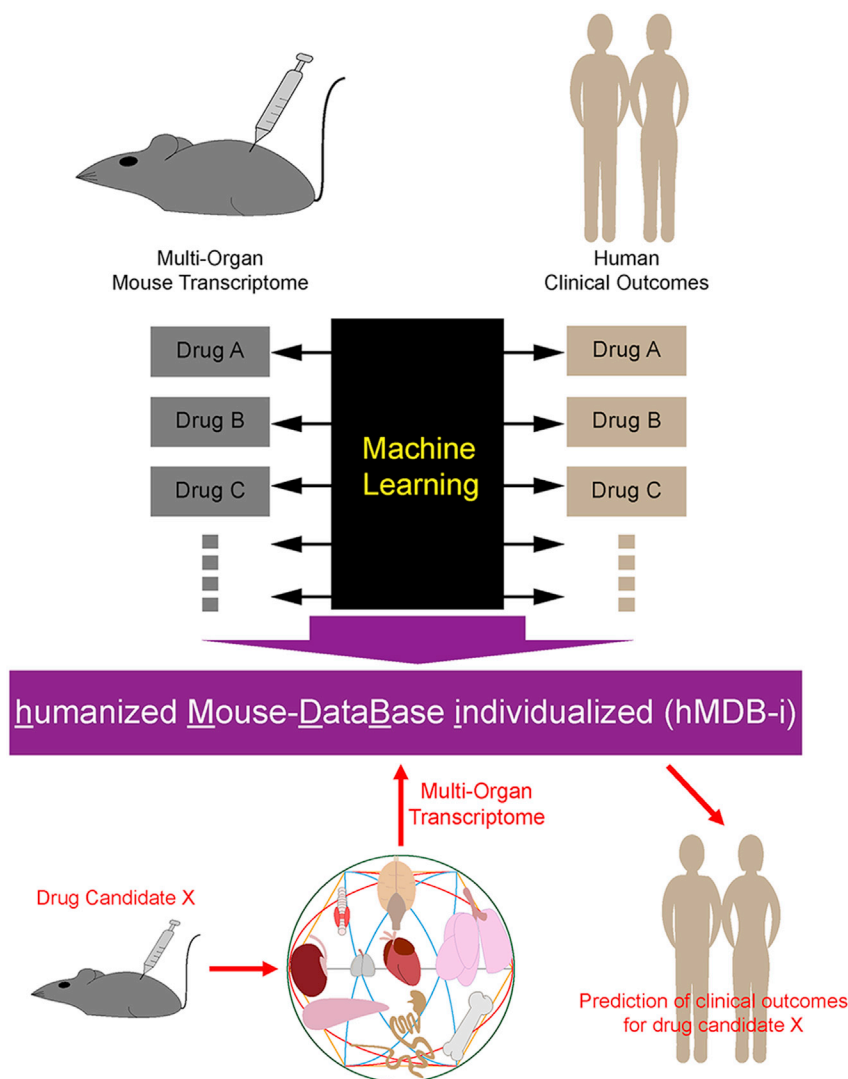 Multi-Organ
Mouse Transcriptome
Human
Clinical Outcomes
Drug A
Drug A
Drug B
Drug B
Machine
Learning
Drug C
Drug C
humanized Mouse-DataBase individualized (hMDB-i)
Multi-Organ
Transcriptome
Drug Candidate X
Prediction of clinical outcomes
for drug candidate X